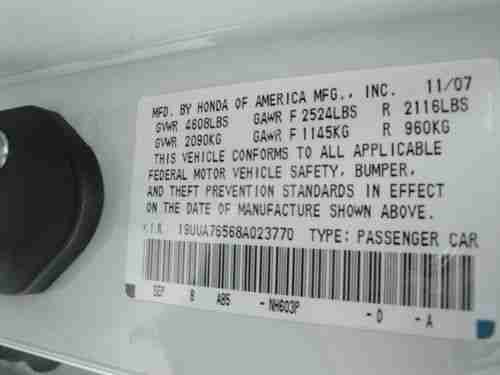 MFD. BY HONDA OF AMERICA MFG., INC. 11/07
GVWR 4608LBS GAWR F 2524LBS R 2116LBS
GVWR 2090KG GAWR F 1145KG R 960KG
THIS VEHICLE CONFORMS TO ALL APPLICABLE
FEDERAL MOTOR VEHICLE SAFETY, BUMPER,
AND THEFT PREVENTION STANDARDS IN EFFECT
ON THE DATE OF MANUFACTURE SHOWN ABOVE.
V.I.N. 19UUA76568A023770 TYPE: PASSENGER CAR
SEP B A85 -NH603P -D -A